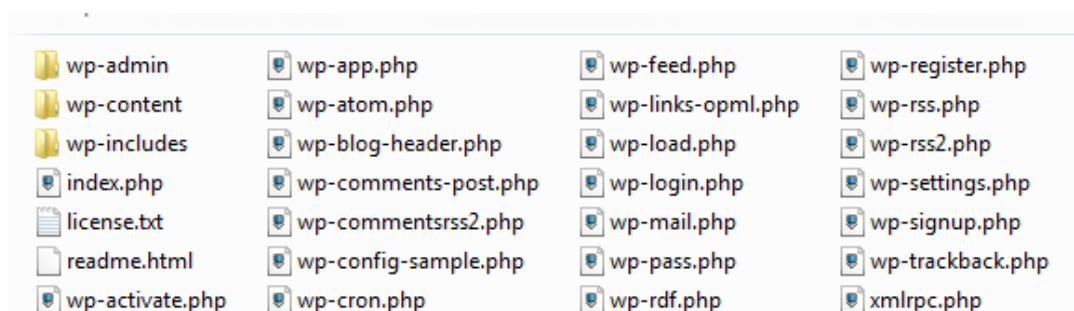 wp-admin
wp-content
wp-includes
index.php
license.txt
readme.html
wp-activate.php
wp-app.php
wp-atom.php
wp-blog-header.php
wp-comments-post.php
wp-commentsrss2.php
wp-config-sample.php
wp-cron.php
wp-feed.php
wp-links-opml.php
wp-load.php
wp-login.php
wp-mail.php
wp-pass.php
wp-rdf.php
wp-register.php
wp-rss.php
wp-rss2.php
wp-settings.php
wp-signup.php
wp-trackback.php
xmlrpc.php